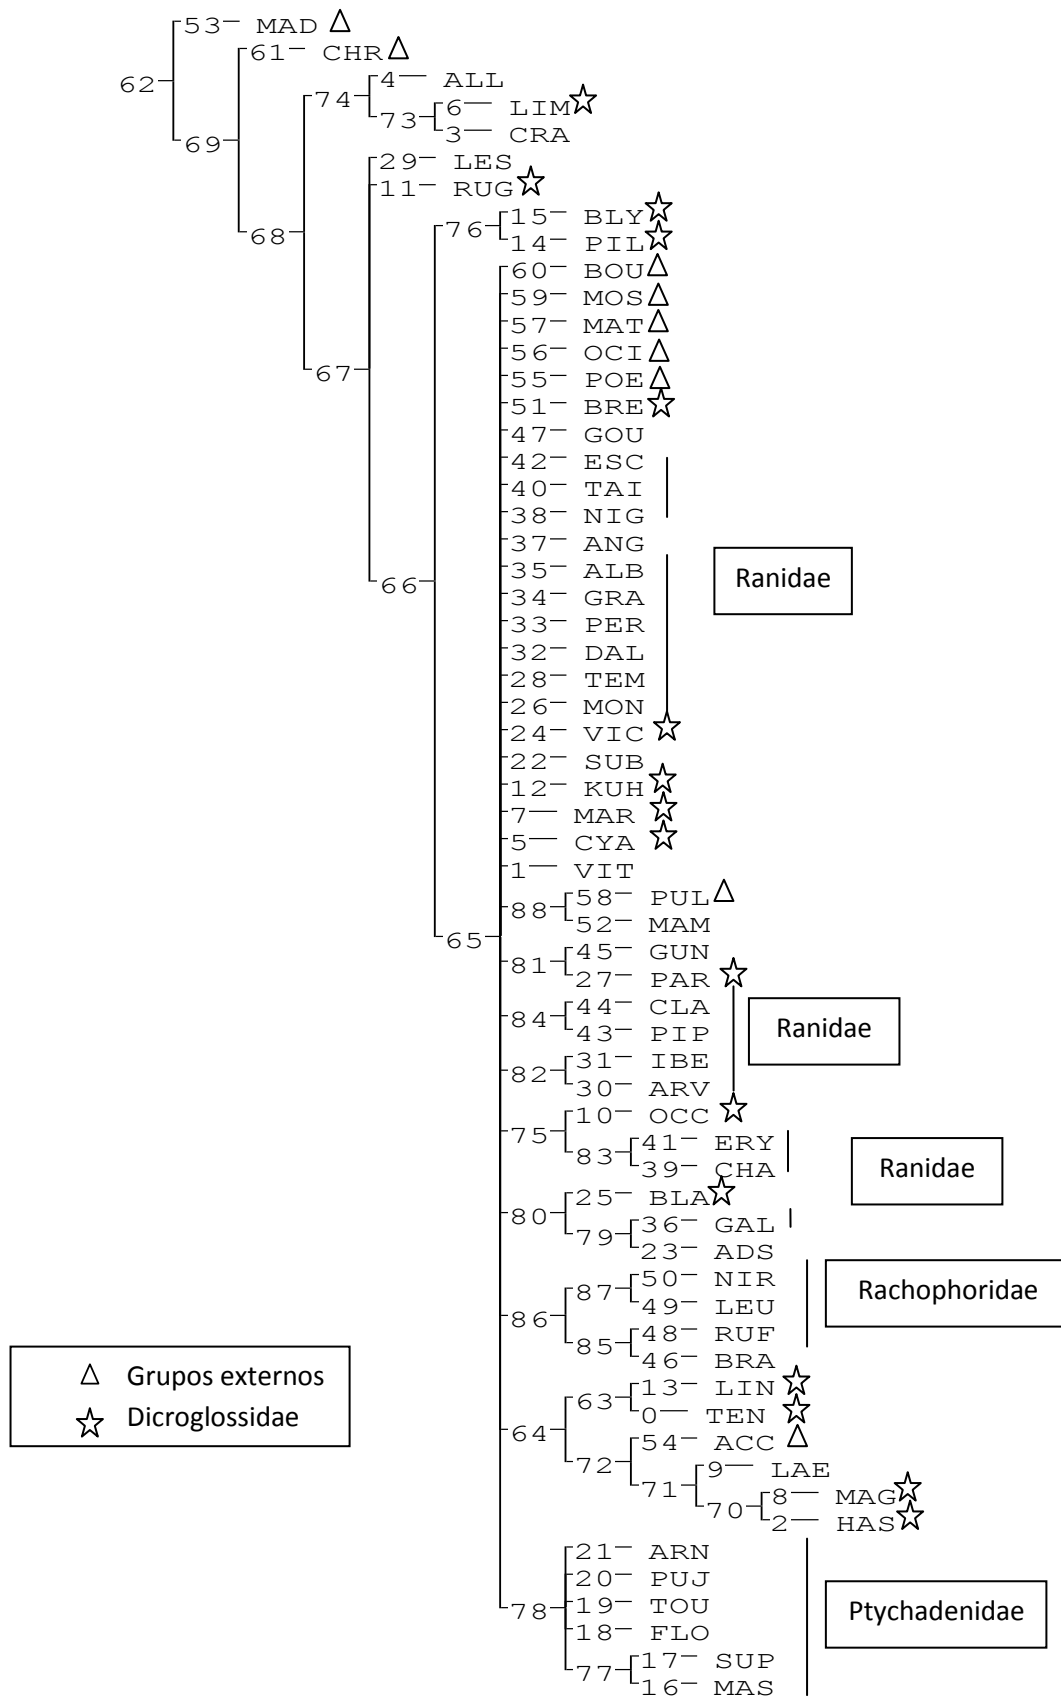 53 MAD
61 CHR
62
4 ALL
74
6 LIM
73
3 CRA
69
29 LES
11 RUG
15 BLY
76
68
14 PIL
60 BOU
59 MOS
57 MAT
56 OCI
67
55 POE
51 BRE
47 GOU
42 ESC
40 TAI
38 NIG
37 ANG
35 ALB
Ranidae
66
34 GRA
33 PER
32 DAL
28 TEM
26 MON
24 VIC
22 SUB
12 KUH
7 MAR
5 CYA
1 VIT
58 PUL
88
52 MAM
65
45 GUN
81
27 PAR
44 CLA
84
43 PIP
Ranidae
31 IBE
82
30 ARV
10 OCC
75
41 ERY
83
39 CHA
Ranidae
25 BLA
80
36 GAL
79
23 ADS
50 NIR
87
49 LEU
Rachophoridae
86
48 RUF
85
46 BRA
Grupos externos
Dicroglossidae
13 LIN
63
0 TEN
64
54 ACC
72
9 LAE
71
8 MAG
70
2 HAS
21 ARN
20 PUJ
19 TOU
78
18 FLO
Ptychadenidae
17 SUP
77
16 MAS